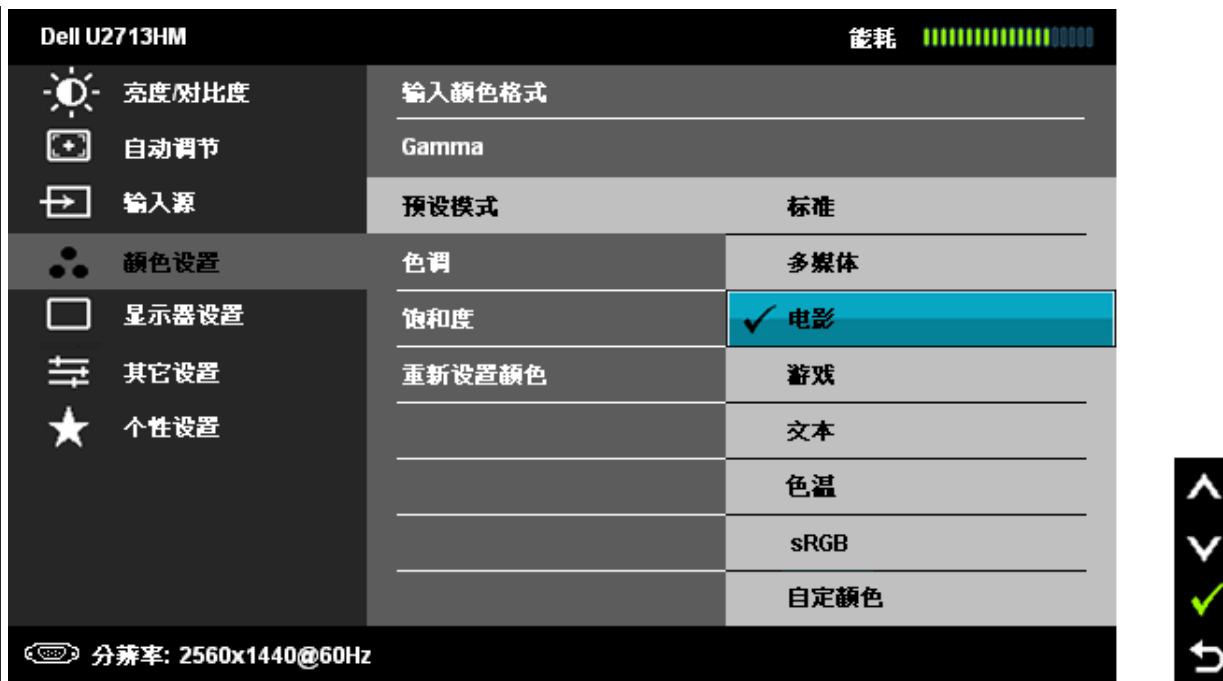 Dell U2713HM 能耗
亮度/对比度 输入颜色格式
自动调节 Gamma
输入源 预设模式 标准
颜色设置 色调 多媒体
显示器设置 饱和度 电影
其它设置 重新设置颜色 游戏
个性设置 文本
色温
sRGB
自定颜色
分辨率: 2560x1440@60Hz